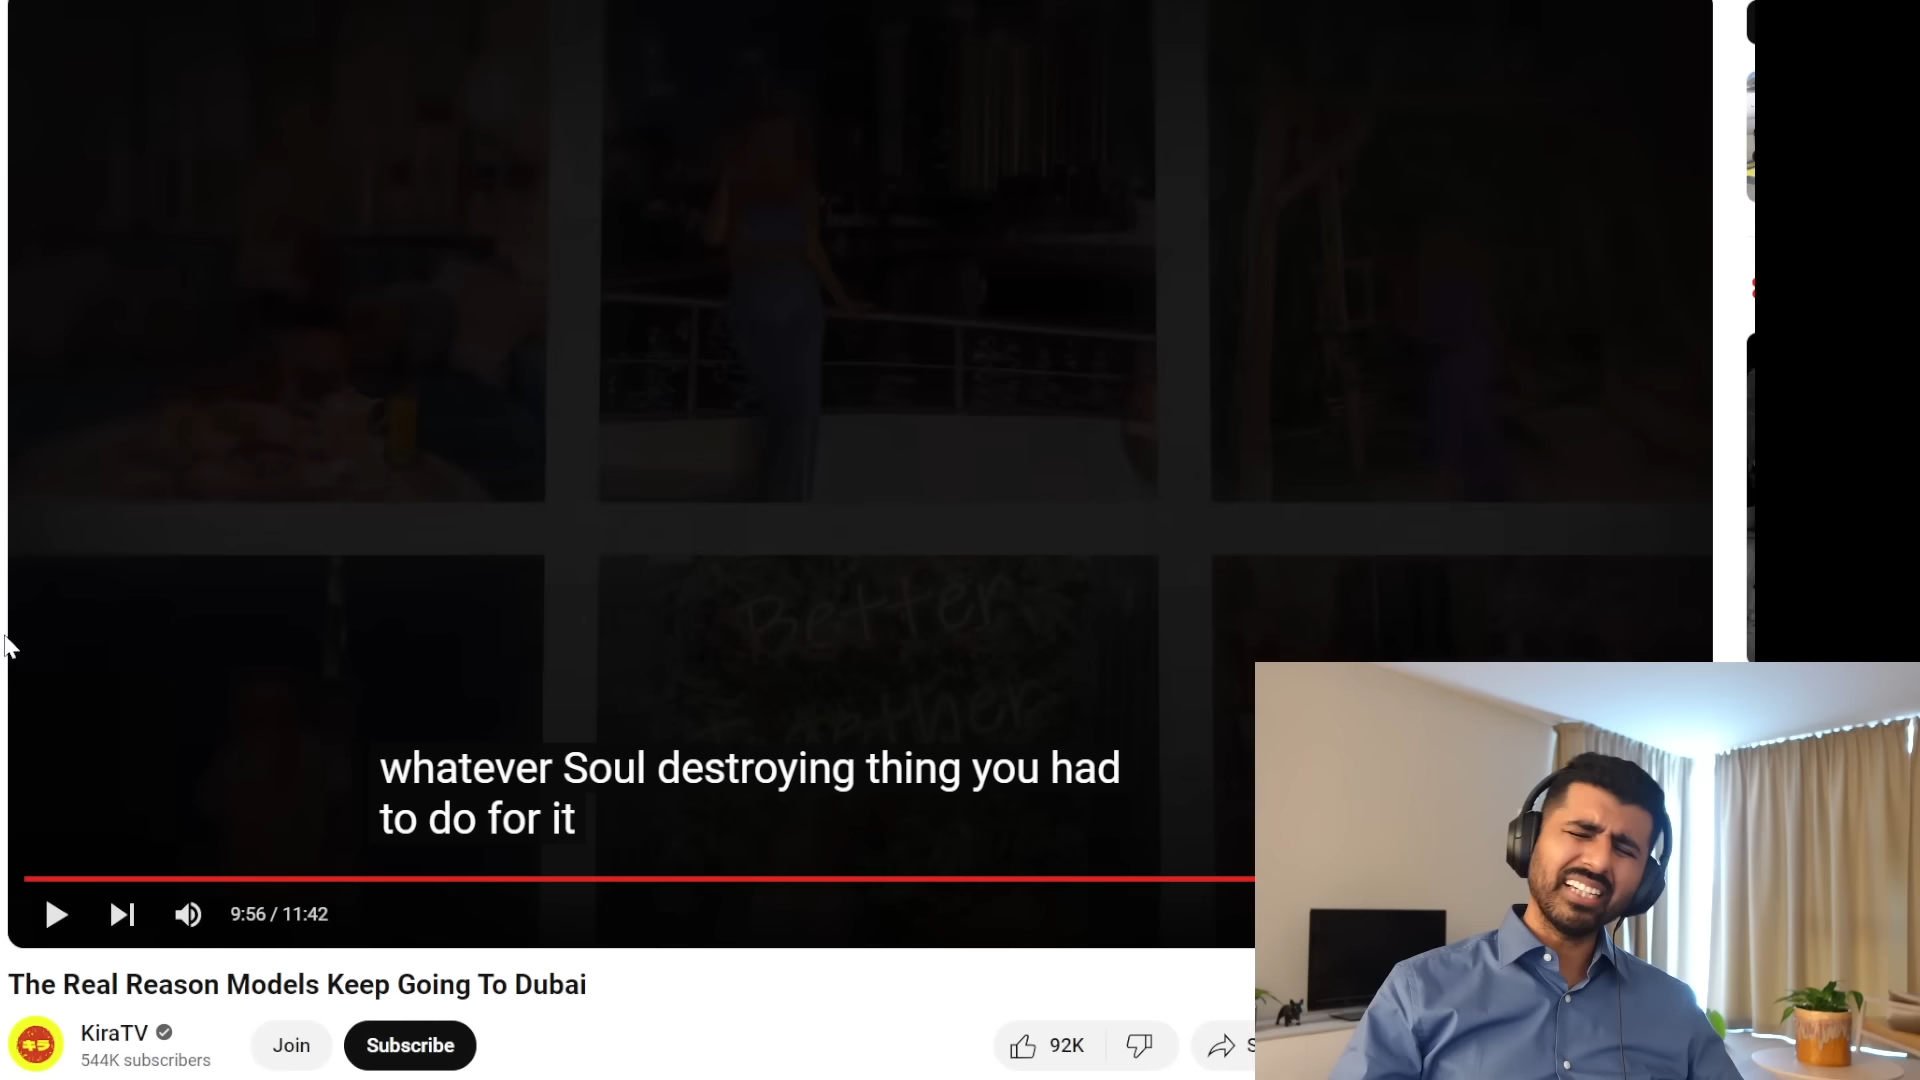 Better
whatever Soul destroying thing you had
to do for it
9:56 / 11:42
The Real Reason Models Keep Going To Dubai
KiraTV
544K subscribers
Join
Subscribe
92K